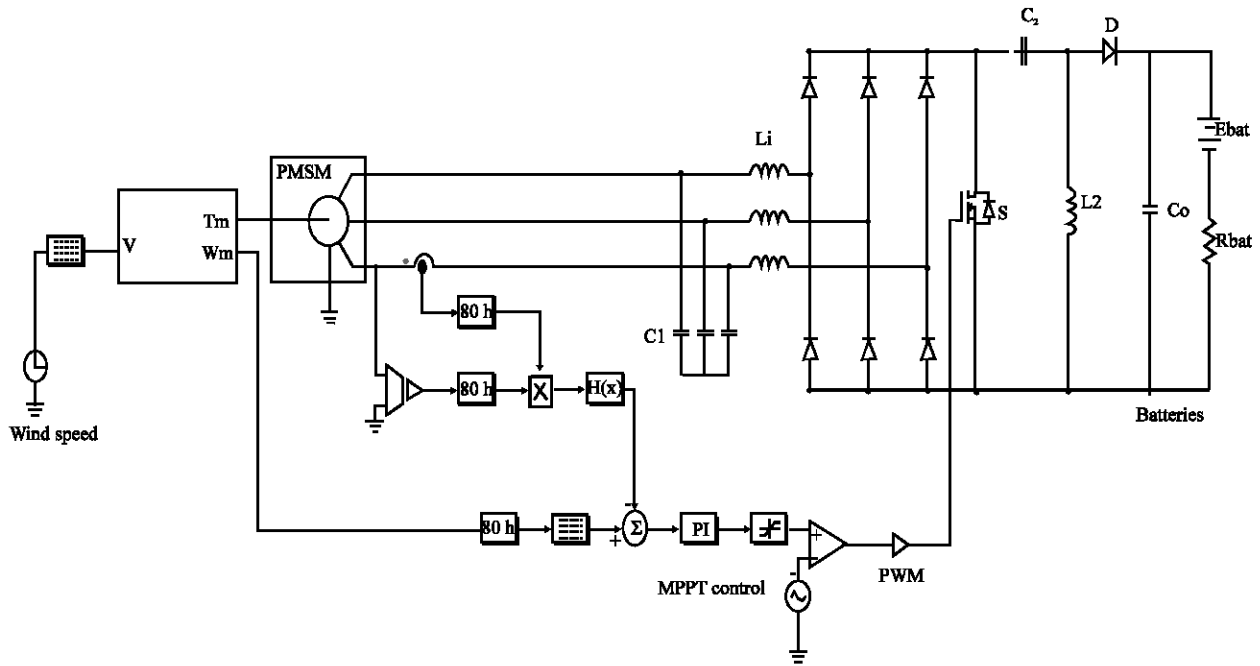 C₂
D
Ebat
Li
PMSM
Tm
V
Wm
S
L2
Co
Rbat
80 h
C1
80 h
X
H(x)
Batteries
Wind speed
-
80 h
Σ
+
PI
+
-
MPPT control
PWM